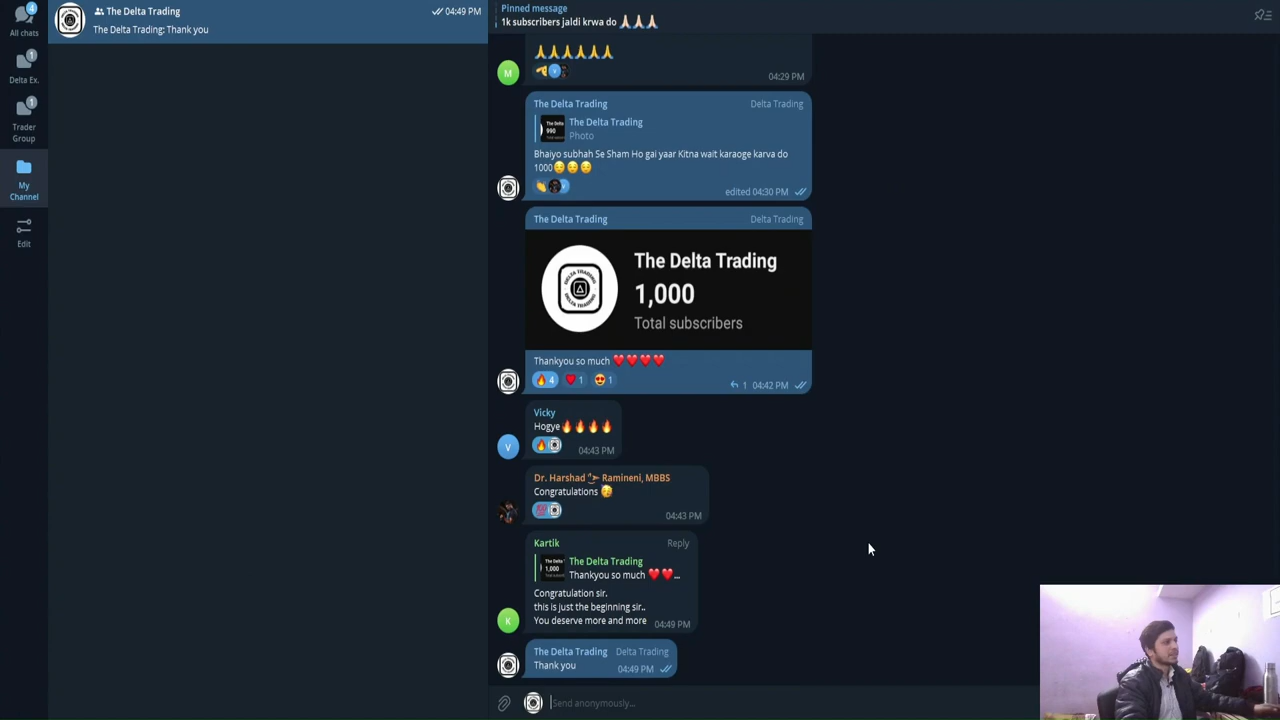 4
All chats
1
Delta Ex.
1
Trader
Group
My
Channel
Edit
The Delta Trading
04:49 PM
The Delta Trading: Thank you
Pinned message
1k subscribers jaldi krwa do 🙏🏻🙏🏻🙏🏻
🙏🙏🙏🙏🙏🙏
M
04:29 PM
The Delta Trading Delta Trading
The Delta Trading
Photo
Bhaiyo subhah Se Sham Ho gai yaar Kitna wait karaoge karva do
1000😔😔😔
edited 04:30 PM
The Delta Trading Delta Trading
The Delta Trading
1,000
Total subscribers
Thankyou so much ❤️❤️❤️❤️
🔥 4 ❤️ 1 😍 1
1 04:42 PM
Vicky
Hogye🔥🔥🔥🔥
V
04:43 PM
Dr. Harshad Ramineni, MBBS
Congratulations
04:43 PM
Kartik Reply
The Delta Trading
Thankyou so much ❤️❤️...
Congratulation sir.
this is just the beginning sir..
You deserve more and more
K
04:49 PM
The Delta Trading Delta Trading
Thank you
04:49 PM
Send anonymously...